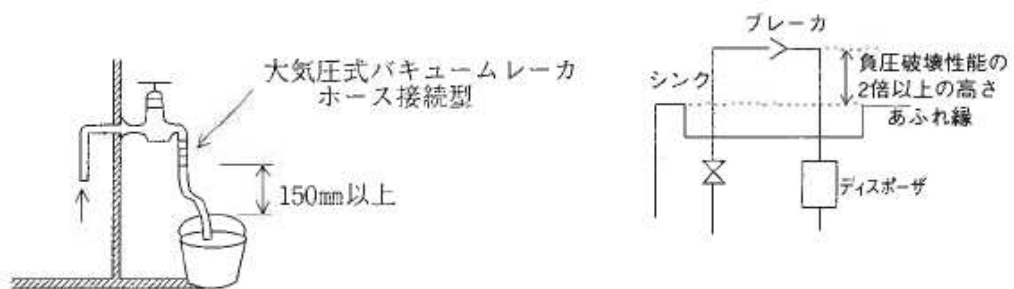 大気圧式バキュームレーカ
ホース接続型
150mm以上
ブレーカ
シンク
負圧破壊性能の
2倍以上の高さ
あふれ縁
ディスポーザ